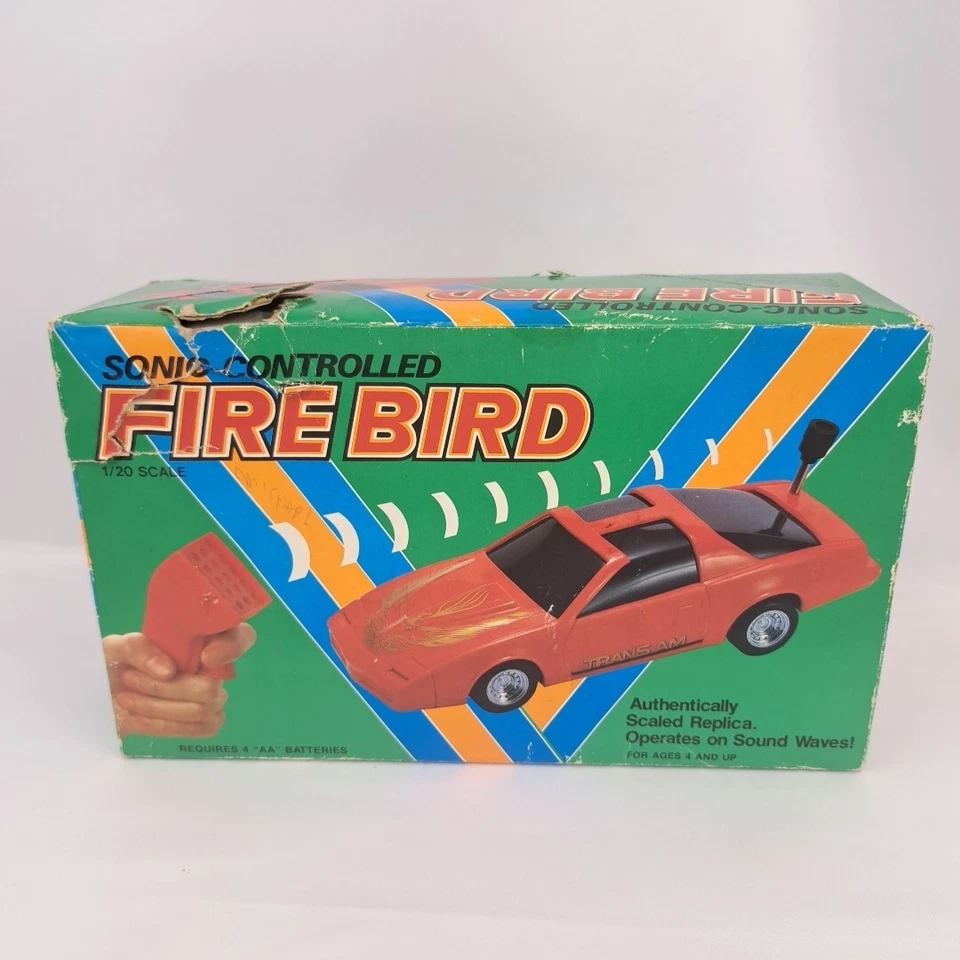 SONIC-CONTROLLED
FIRE BIRD
SONIC-CONTROLLED
FIRE BIRD
1/20 SCALE
TRANS AM
Authentically
Scaled Replica.
Operates on Sound Waves!
FOR AGES 4 AND UP
REQUIRES 4 "AA" BATTERIES